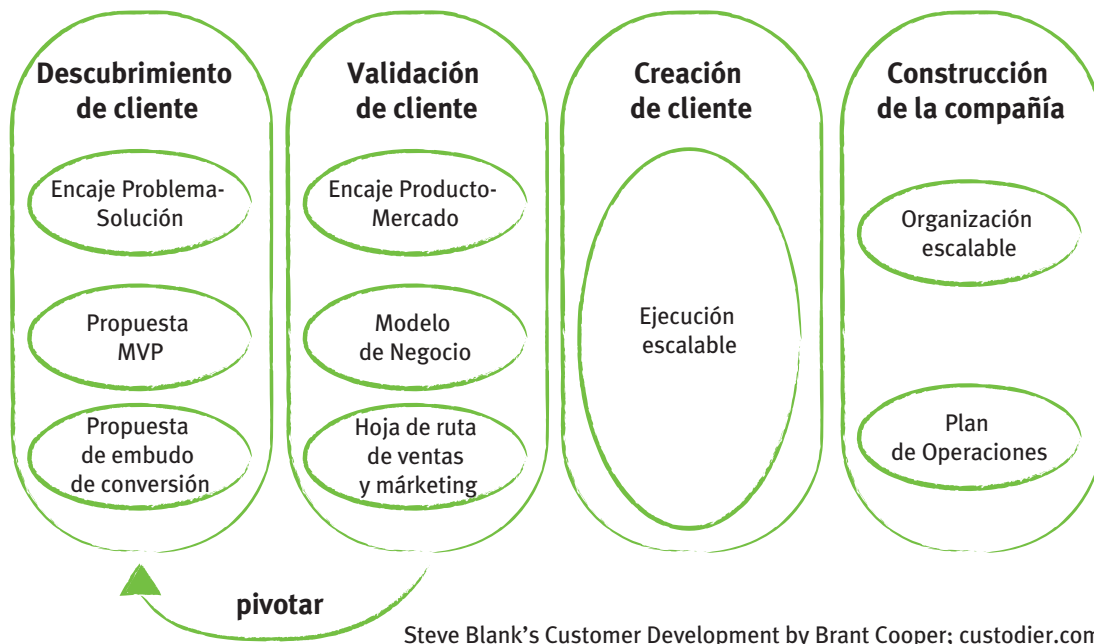 Descubrimiento
de cliente
Encaje Problema-
Solución
Propuesta
MVP
Propuesta
de embudo
de conversión
Validación
de cliente
Encaje Producto-
Mercado
Modelo
de Negocio
Hoja de ruta
de ventas
y márketing
Creación
de cliente
Ejecución
escalable
Construcción
de la compañía
Organización
escalable
Plan
de Operaciones
pivotar
Steve Blank’s Customer Development by Brant Cooper; custodier.com